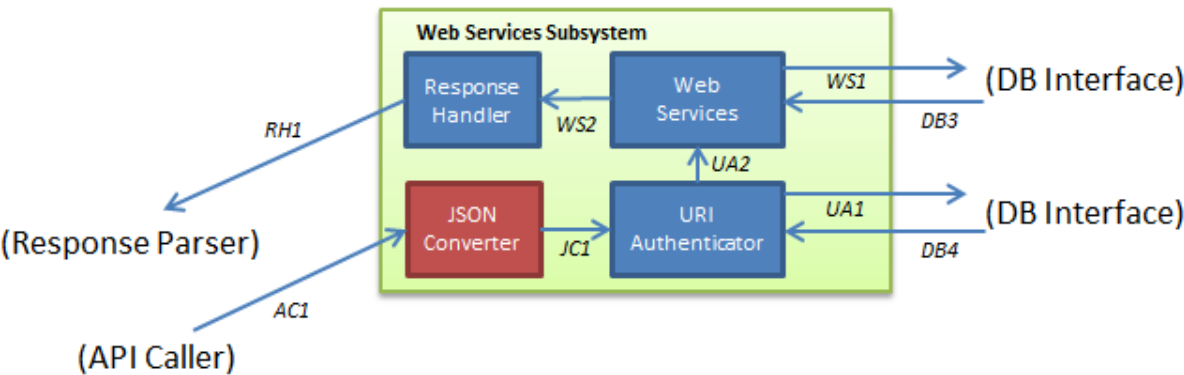 Web Services Subsystem
Response
Handler
Web
Services
WS1
(DB Interface)
DB3
WS2
RH1
UA2
(Response Parser)
JSON
Converter
URI
Authenticator
UA1
(DB Interface)
DB4
JC1
AC1
(API Caller)